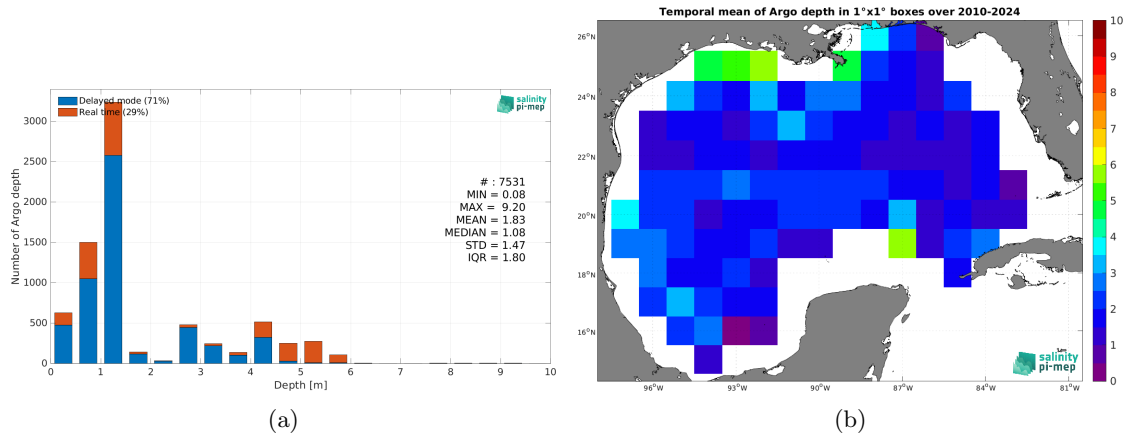 Delayed mode (71%)
Real time (29%)
salinity
pi-mep
Number of Argo depth
3500
3000
2500
2000
1500
1000
500
0
# : 7531
MIN = 0.08
MAX = 9.20
MEAN = 1.83
MEDIAN = 1.08
STD = 1.47
IQR = 1.80
0 1 2 3 4 5 6 7 8 9 10
Depth [m]
(a)
Temporal mean of Argo depth in 1°x1° boxes over 2010-2024
26°N
24°N
22°N
20°N
18°N
16°N
96°W 93°W 90°W 87°W 84°W 81°W
salinity
pi-mep
10
9
8
7
6
5
4
3
2
1
0
(b)